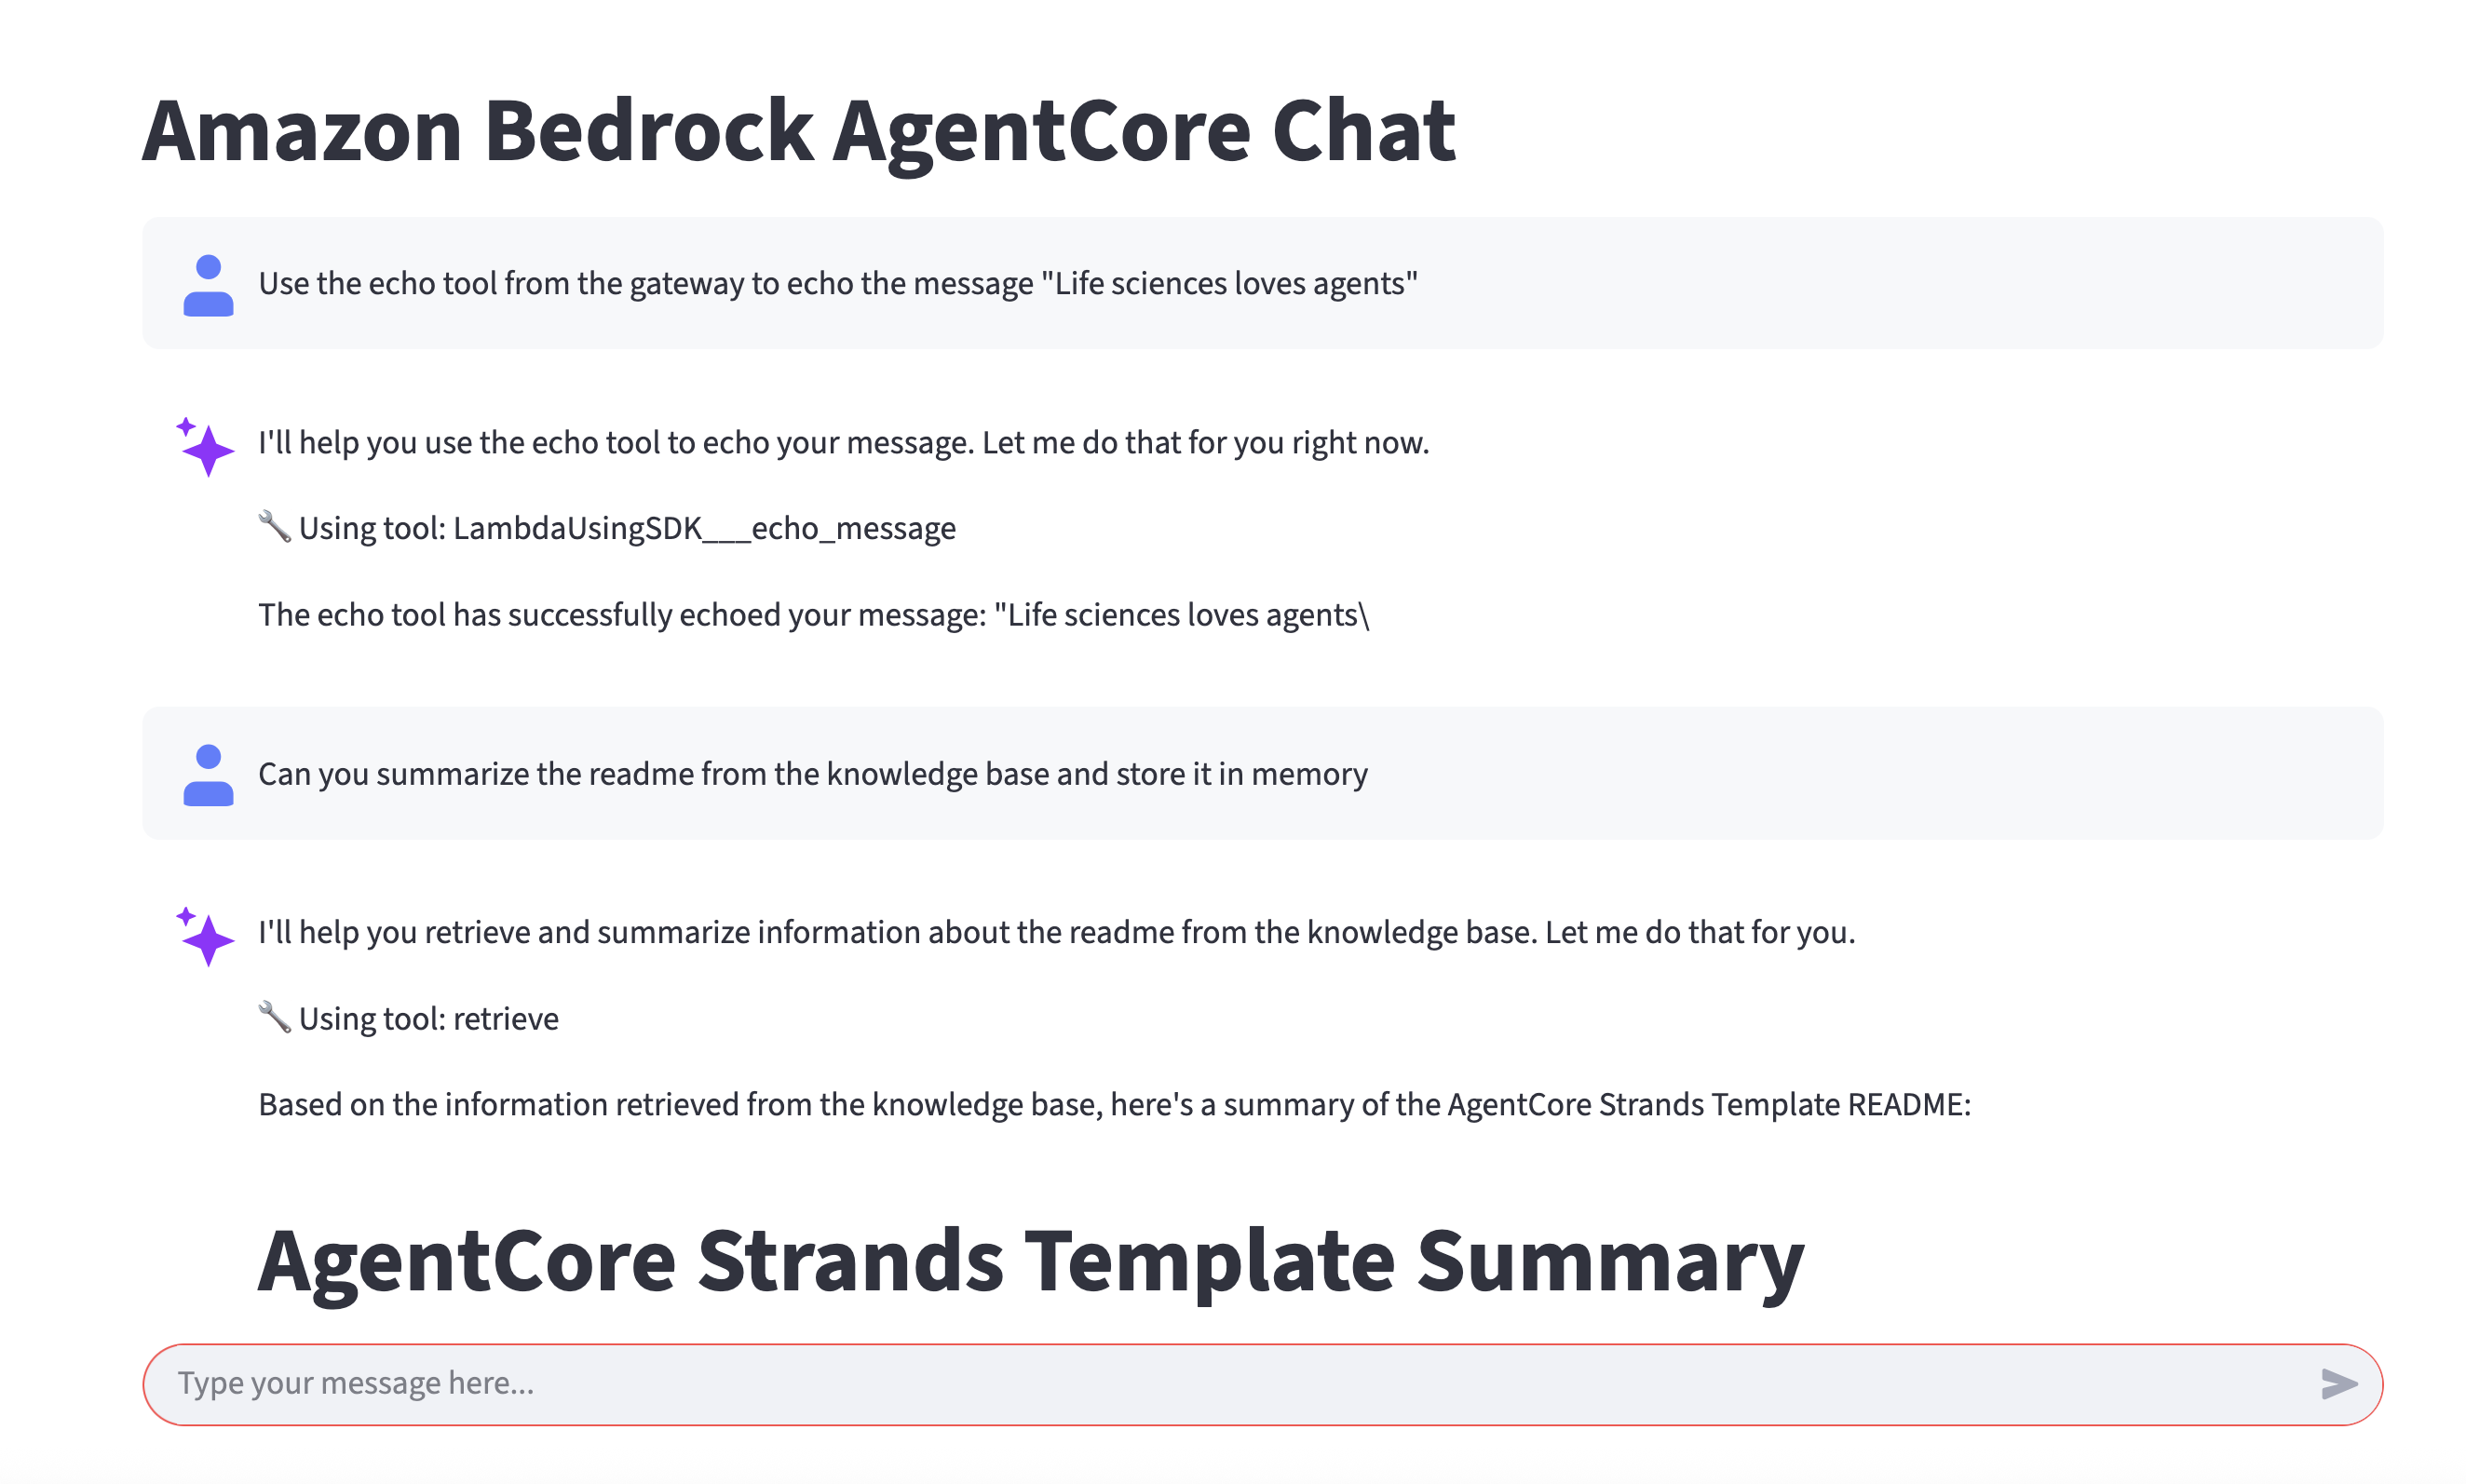 Amazon Bedrock AgentCore Chat
Use the echo tool from the gateway to echo the message "Life sciences loves agents"
I'll help you use the echo tool to echo your message. Let me do that for you right now.
🔧 Using tool: LambdaUsingSDK___echo_message
The echo tool has successfully echoed your message: "Life sciences loves agents\
Can you summarize the readme from the knowledge base and store it in memory
I'll help you retrieve and summarize information about the readme from the knowledge base. Let me do that for you.
🔧 Using tool: retrieve
Based on the information retrieved from the knowledge base, here's a summary of the AgentCore Strands Template README:
AgentCore Strands Template Summary
Type your message here...